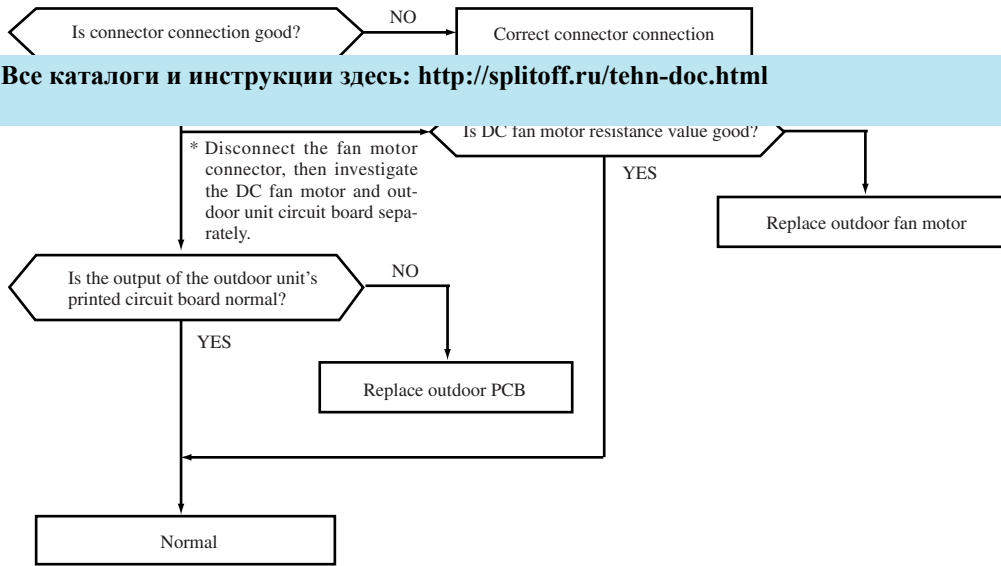 Is connector connection good?
NO
Correct connector connection
Все каталоги и инструкции здесь: http://splitoff.ru/tehn-doc.html
Is DC fan motor resistance value good?
* Disconnect the fan motor
connector, then investigate
the DC fan motor and out-
door unit circuit board sepa-
rately.
YES
Replace outdoor fan motor
Is the output of the outdoor unit's
printed circuit board normal?
NO
YES
Replace outdoor PCB
Normal